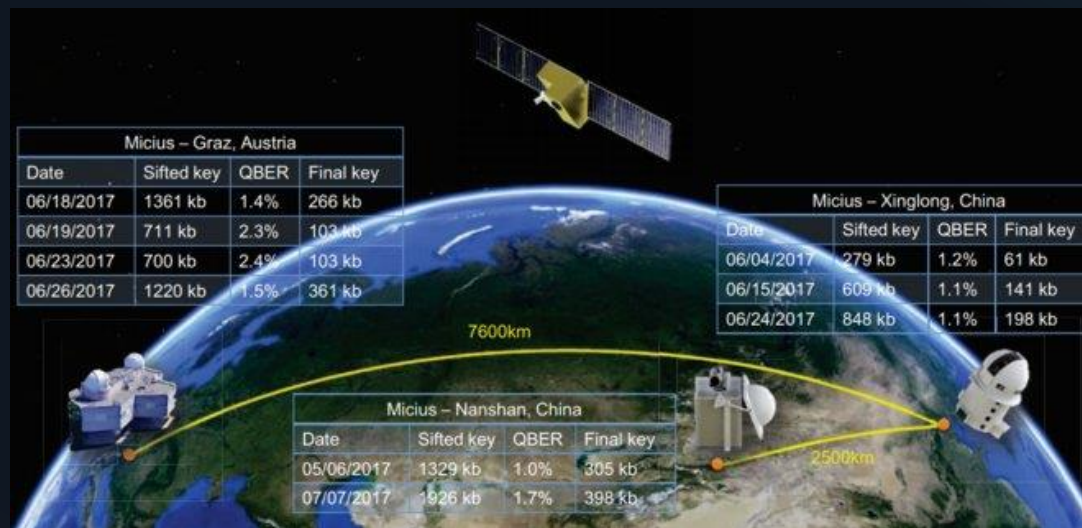 Micius – Graz, Austria
Date Sifted key QBER Final key
06/18/2017 1361 kb 1.4% 266 kb
06/19/2017 711 kb 2.3% 103 kb
06/23/2017 700 kb 2.4% 103 kb
06/26/2017 1220 kb 1.5% 361 kb
Micius – Xinglong, China
Date Sifted key QBER Final key
06/04/2017 279 kb 1.2% 61 kb
06/15/2017 609 kb 1.1% 141 kb
06/24/2017 848 kb 1.1% 198 kb
7600km
Micius – Nanshan, China
Date Sifted key QBER Final key
05/06/2017 1329 kb 1.0% 305 kb
07/07/2017 1926 kb 1.7% 398 kb
2500km